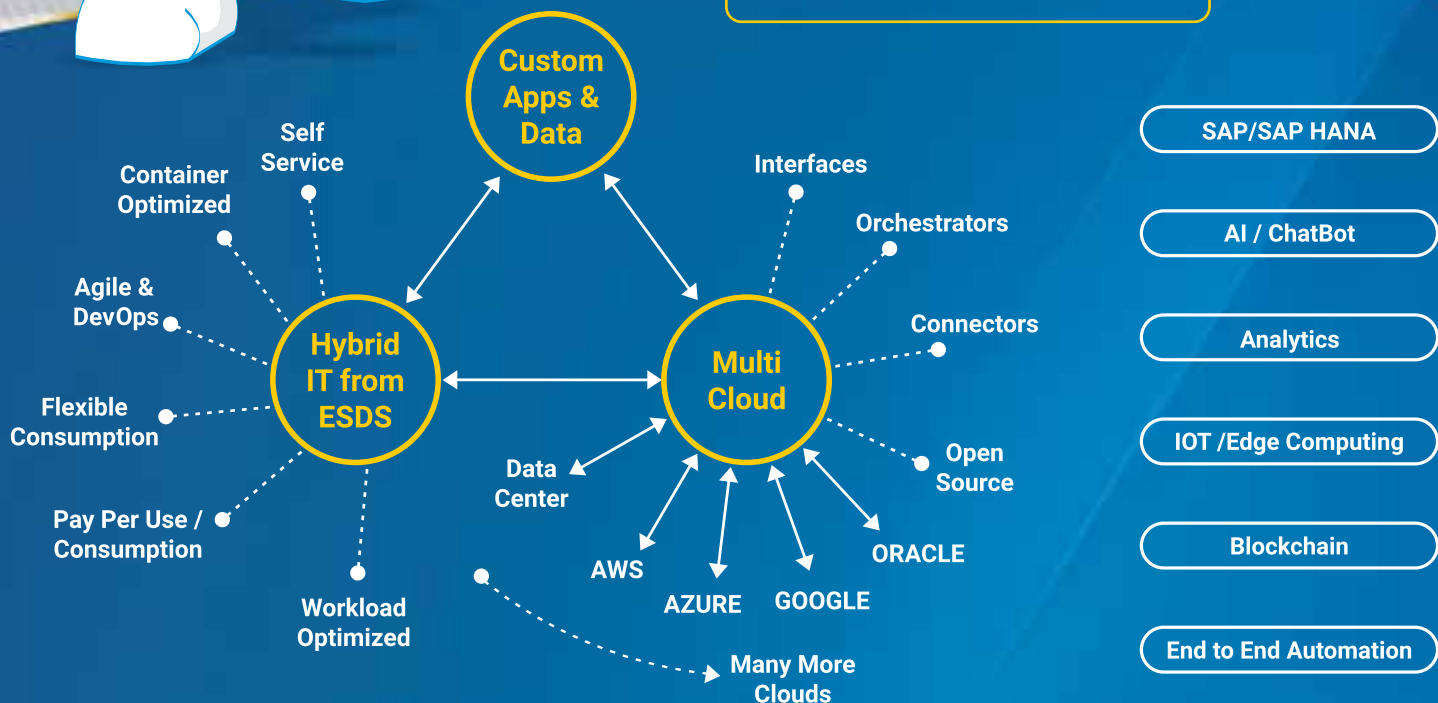 Custom
Apps &
Data
Self
Service
Container
Optimized
Agile &
DevOps
Flexible
Consumption
Pay Per Use /
Consumption
Workload
Optimized
Hybrid
IT from
ESDS
Multi
Cloud
Interfaces
Orchestrators
Connectors
Open
Source
Data
Center
AWS
AZURE
GOOGLE
ORACLE
Many More
Clouds
SAP/SAP HANA
AI / ChatBot
Analytics
IOT /Edge Computing
Blockchain
End to End Automation